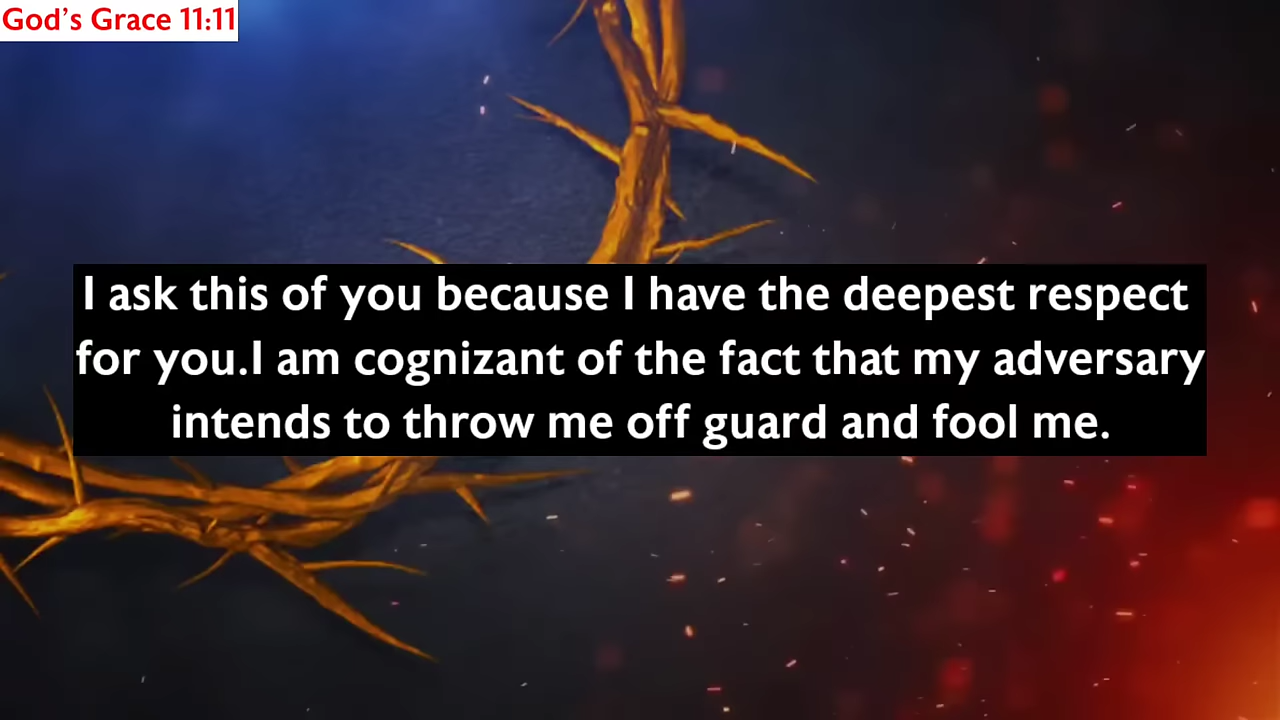 God's Grace 11:11
I ask this of you because I have the deepest respect
for you.I am cognizant of the fact that my adversary
intends to throw me off guard and fool me.